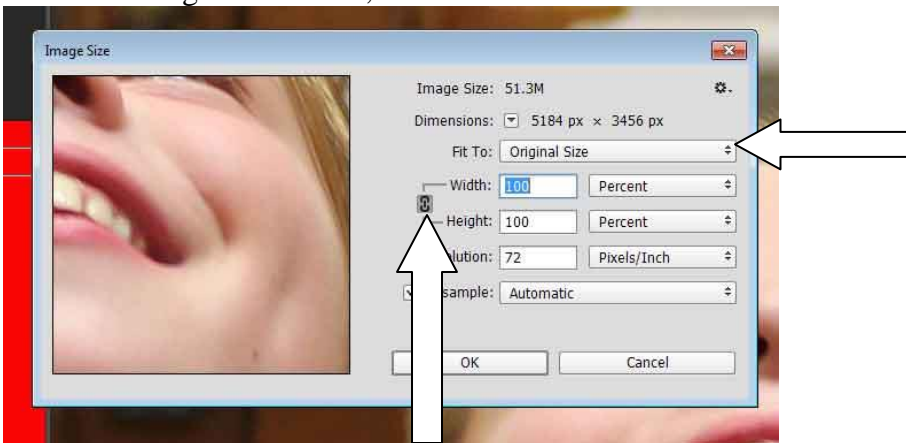 Image Size
Image Size: 51.3M
Dimensions: 5184 px × 3456 px
Fit To: Original Size
Width: 100 Percent
Height: 100 Percent
72 Pixels/Inch
Automatic
OK Cancel